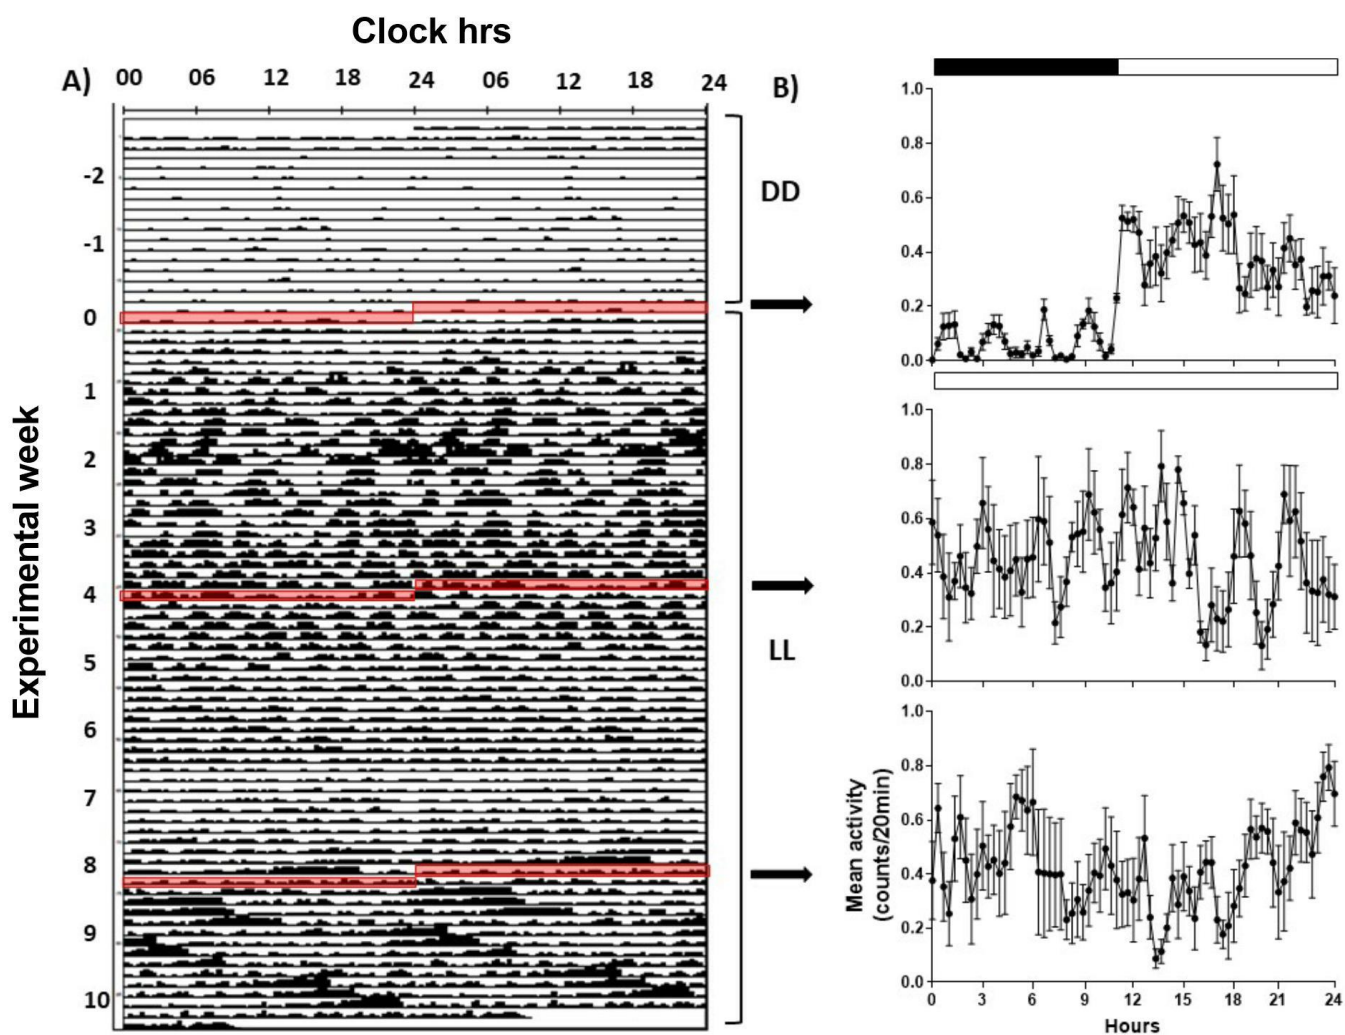 Clock hrs
A)
00 06 12 18 24 06 12 18 24
B)
Experimental week
-2
-1
0
1
2
3
4
5
6
7
8
9
10
DD
LL
1.0
0.8
0.6
0.4
0.2
0.0
1.0
0.8
0.6
0.4
0.2
0.0
Mean activity
(counts/20min)
1.0
0.8
0.6
0.4
0.2
0.0
0 3 6 9 12 15 18 21 24
Hours